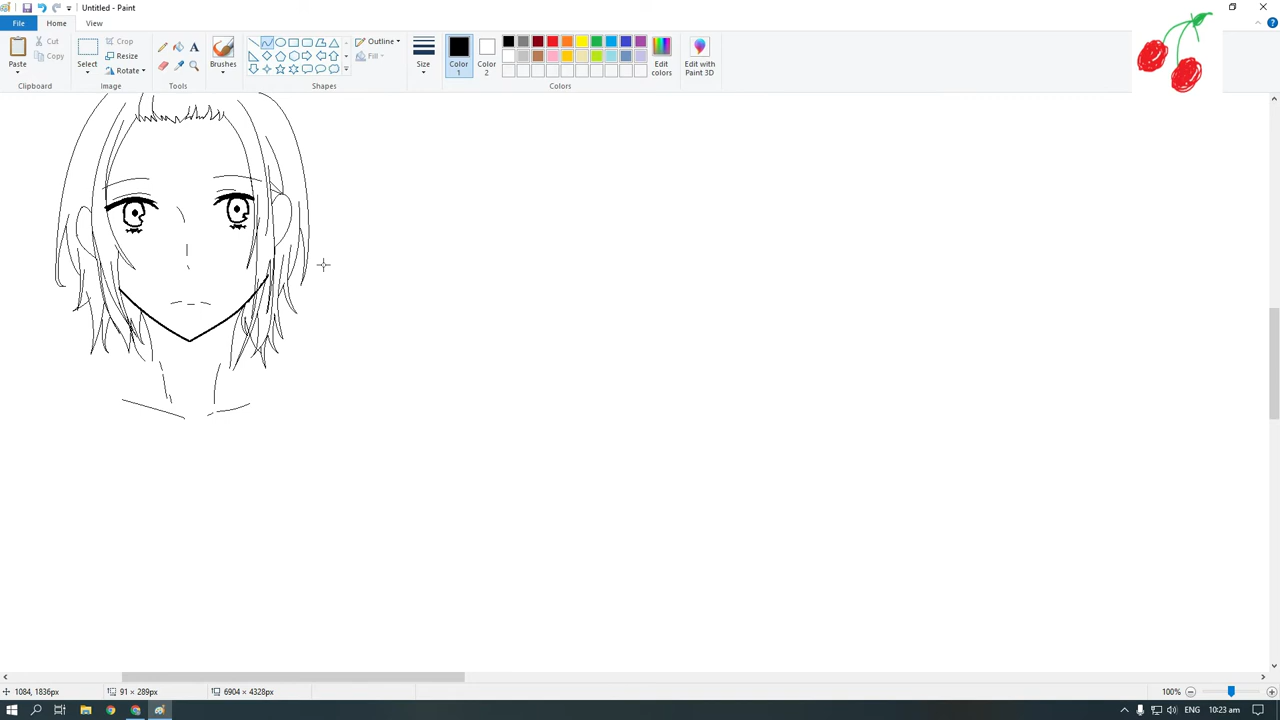 Untitled - Paint
File
Home
View
Paste
Cut
Copy
Clipboard
Select
Crop
Resize
Rotate
Image
A
Tools
Brushes
Shapes
Outline
Fill
Size
Color
1
Color
2
Edit
colors
Colors
Edit with
Paint 3D
1084, 1836px
91 × 289px
6904 × 4328px
100%
ENG
10:23 am